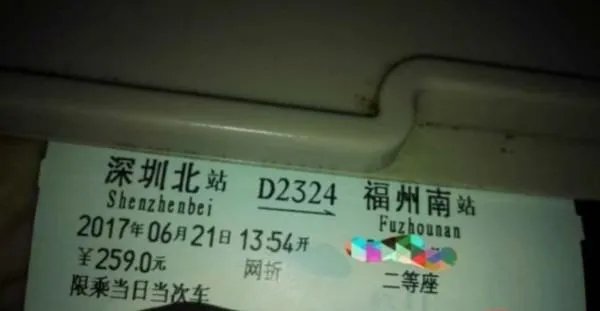 深圳北站 D2324 福州南站
Shenzhenbei Fuzhounan
2017年06月21日 13:54开
¥259.0元 网折 二等座
限乘当日当次车